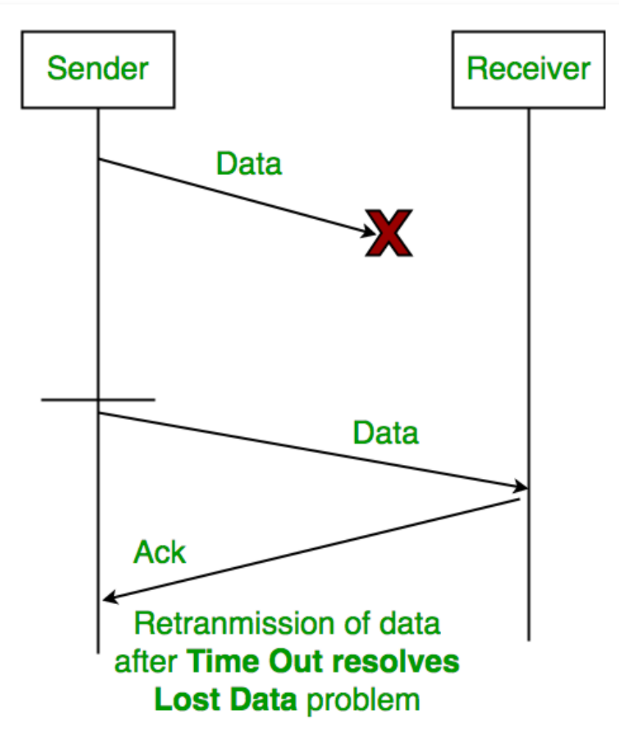 Sender
Receiver
Data
X
Data
Ack
Retranmission of data
after Time Out resolves
Lost Data problem